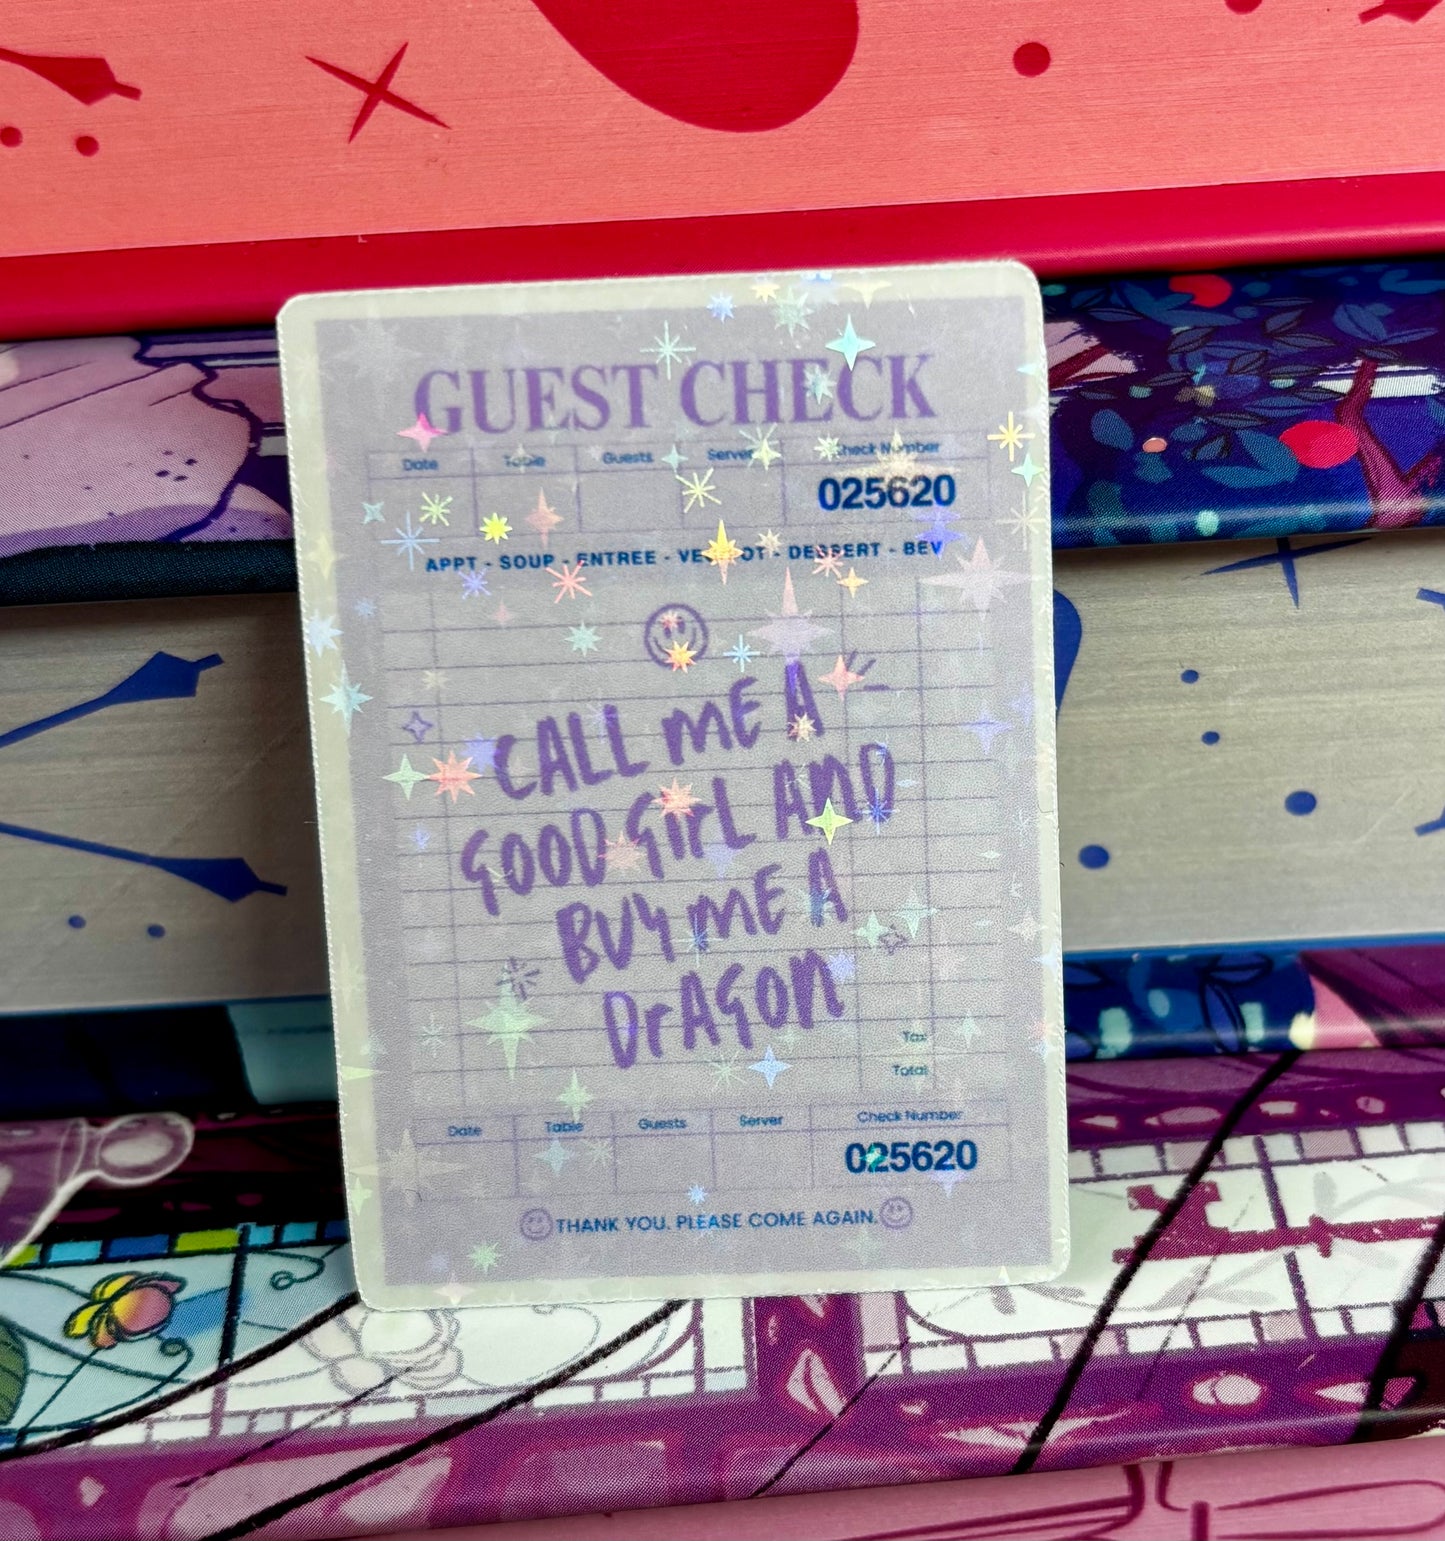 GUEST CHECK
Date Table Guests Server Check Number
025620
APPT - SOUP - ENTREE - VEG/POT - DESSERT - BEV
CALL ME A
GOOD GIrL AND
BUY ME A
DrAGON
Tax
Total
Date Table Guests Server Check Number
025620
THANK YOU. PLEASE COME AGAIN.